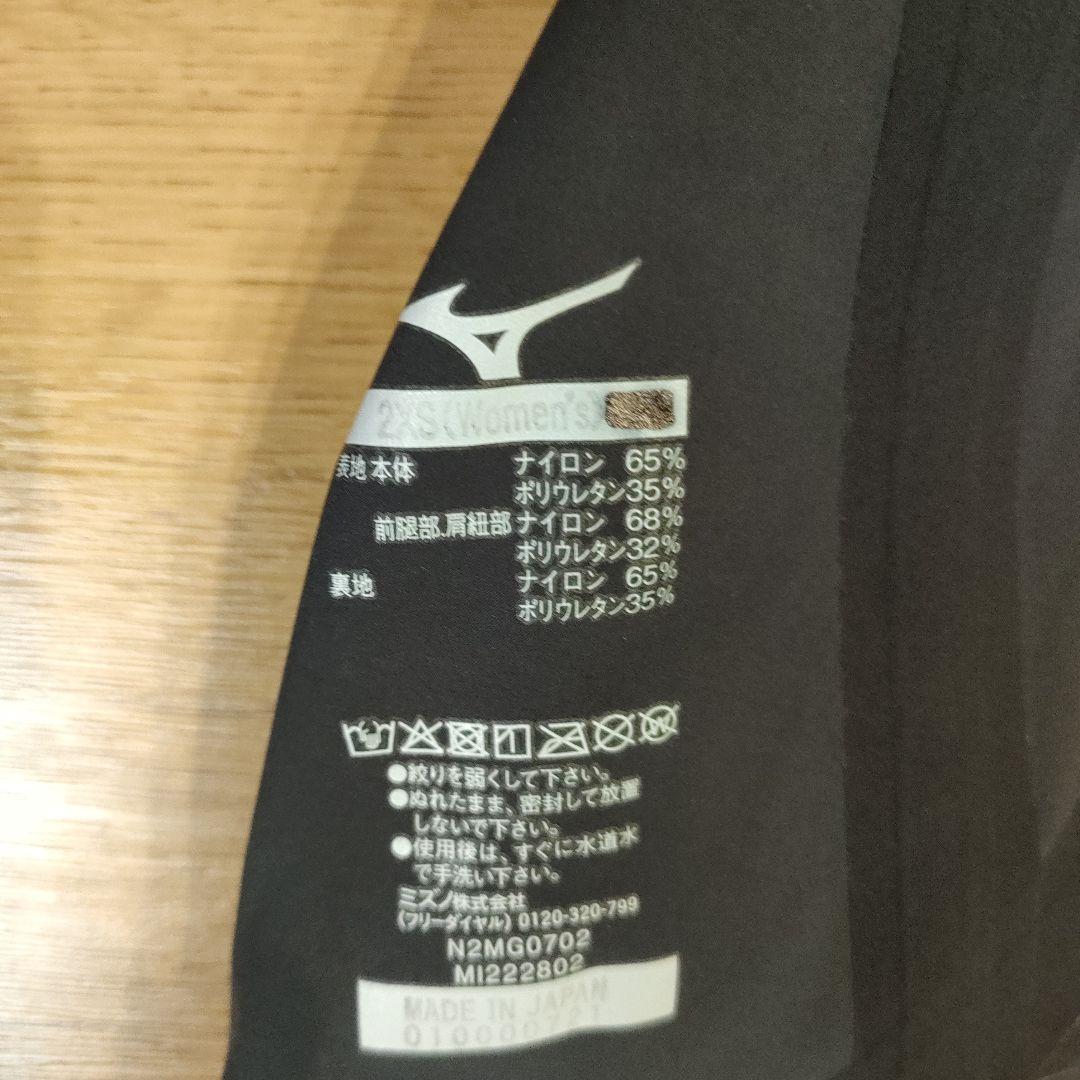 2XS(Women's)
表地 本体 ナイロン 65%
ポリウレタン35%
前腿部.肩紐部 ナイロン 68%
ポリウレタン32%
裏地 ナイロン 65%
ポリウレタン35%
●絞りを弱くして下さい。
●ぬれたまま、密封して放置
しないで下さい。
●使用後は、すぐに水道水
で手洗い下さい。
ミズノ株式会社
(フリーダイヤル) 0120-320-799
N2MG0702
MI222802
MADE IN JAPAN